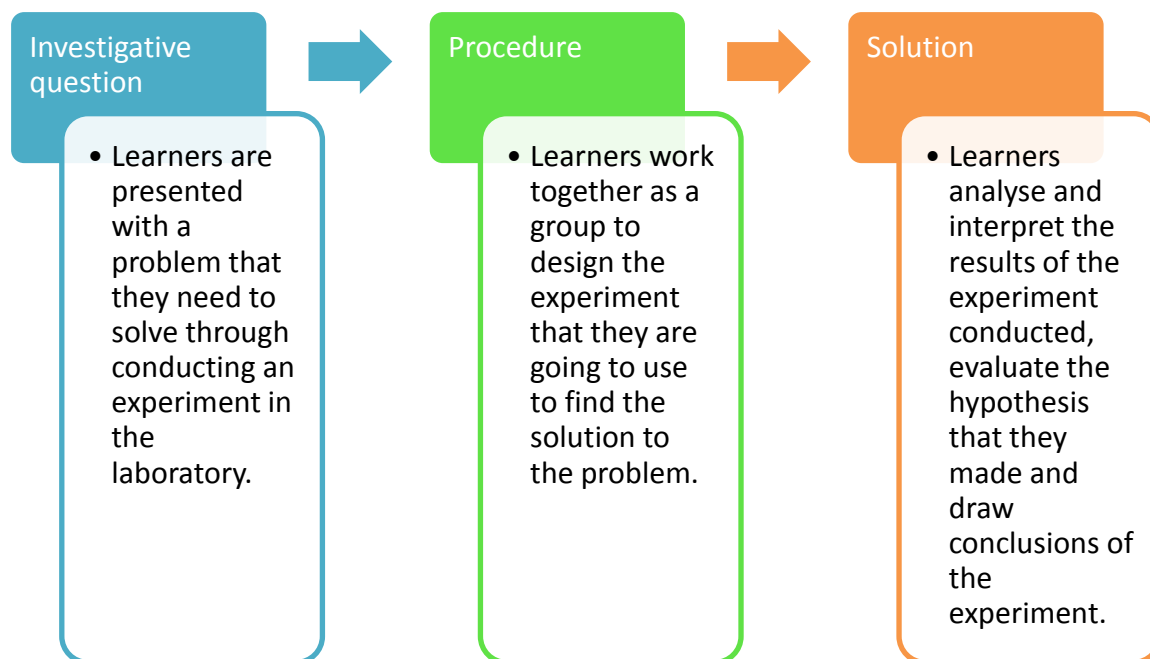 Investigative
question
• Learners are
presented
with a
problem that
they need to
solve through
conducting an
experiment in
the
laboratory.
Procedure
• Learners work
together as a
group to
design the
experiment
that they are
going to use
to find the
solution to
the problem.
Solution
• Learners
analyse and
interpret the
results of the
experiment
conducted,
evaluate the
hypothesis
that they
made and
draw
conclusions of
the
experiment.